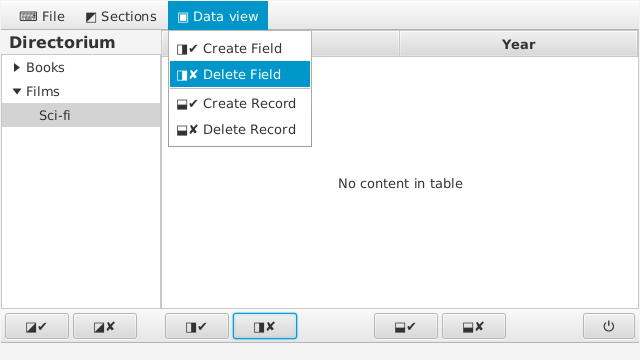 ⌨ File ◩ Sections ▣ Data view
Directorium
Books
Films
Sci-fi
◨✔ Create Field
◨✘ Delete Field
⬓✔ Create Record
⬓✘ Delete Record
Year
No content in table
◪✔ ◪✘ ◨✔ ◨✘ ⬓✔ ⬓✘ ⏻